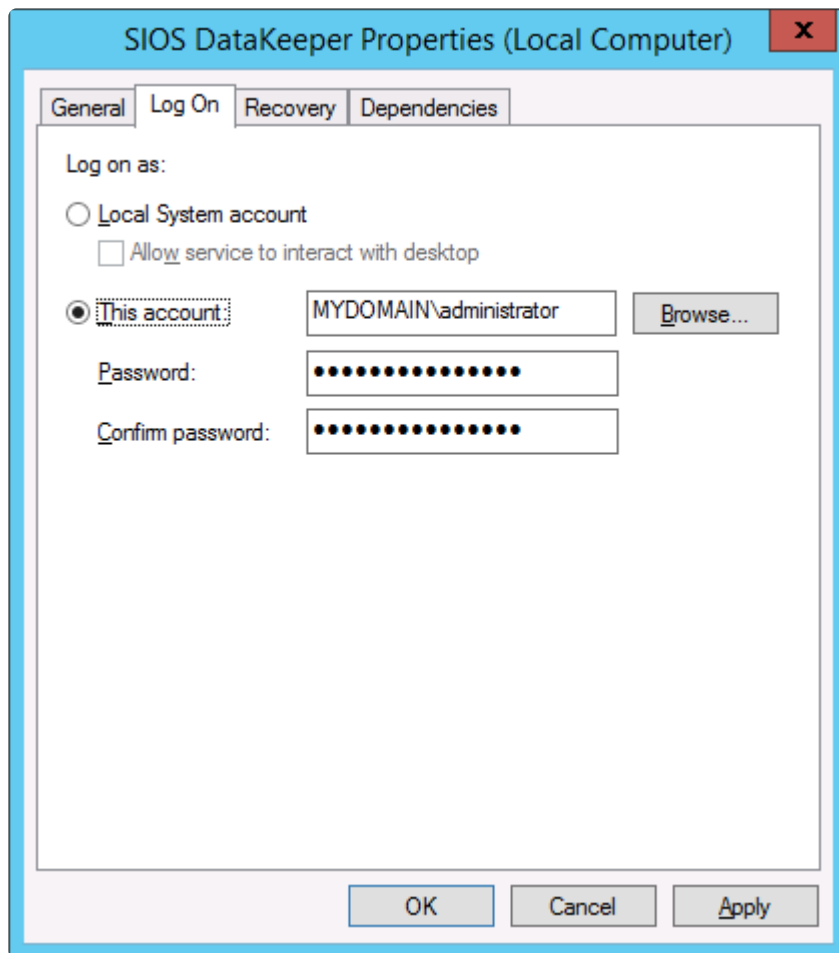 SIOS DataKeeper Properties (Local Computer)
x
General Log On Recovery Dependencies
Log on as:
Local System account
Allow service to interact with desktop
This account: MYDOMAIN\administrator Browse...
Password: ●●●●●●●●●●●●●●●
Confirm password: ●●●●●●●●●●●●●●●
OK Cancel Apply